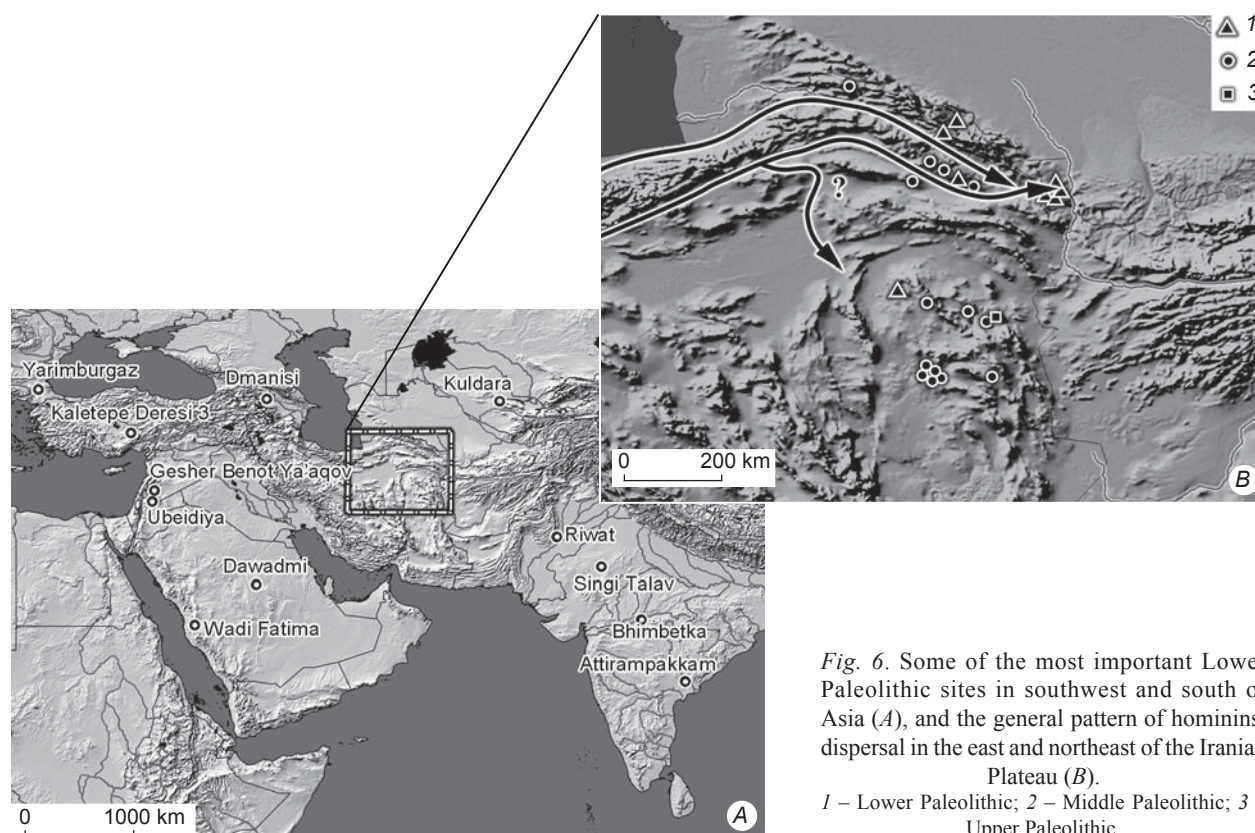 1
2
3
?
0 200 km
B
Yarimburgaz
Dmanisi
Kuldara
Kaletepe Deresi 3
Gesher Benot Ya'aqov
Ubeidiya
Riwat
Dawadmi
Singi Talav
Wadi Fatima
Bhimbetka
Attirampakkam
0 1000 km
A
Fig. 6. Some of the most important Lowe
Paleolithic sites in southwest and south o
Asia (A), and the general pattern of hominins
dispersal in the east and northeast of the Irania
Plateau (B).
1 – Lower Paleolithic; 2 – Middle Paleolithic; 3
Upper Paleolithic